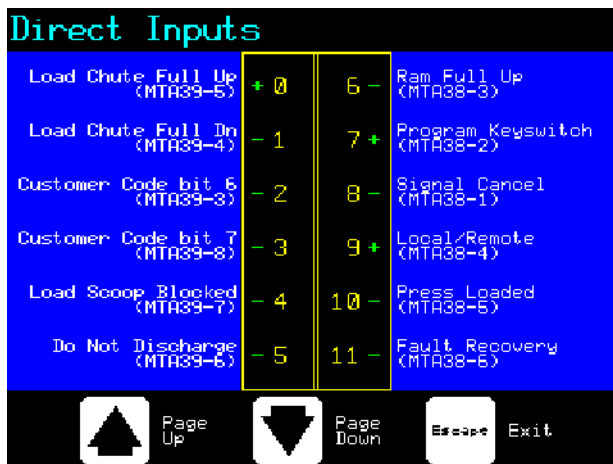 Direct Inputs
Load Chute Full Up
(MTA39-5)
+ 0
Load Chute Full Dn
(MTA39-4)
- 1
Customer Code bit 6
(MTA39-3)
- 2
Customer Code bit 7
(MTA39-8)
- 3
Load Scoop Blocked
(MTA39-7)
- 4
Do Not Discharge
(MTA39-6)
- 5
6 -
Ram Full Up
(MTA38-3)
7 +
Program Keyswitch
(MTA38-2)
8 -
Signal Cancel
(MTA38-1)
9 +
Local/Remote
(MTA38-4)
10 -
Press Loaded
(MTA38-5)
11 -
Fault Recovery
(MTA38-6)
Page
Up
Page
Down
Escape
Exit